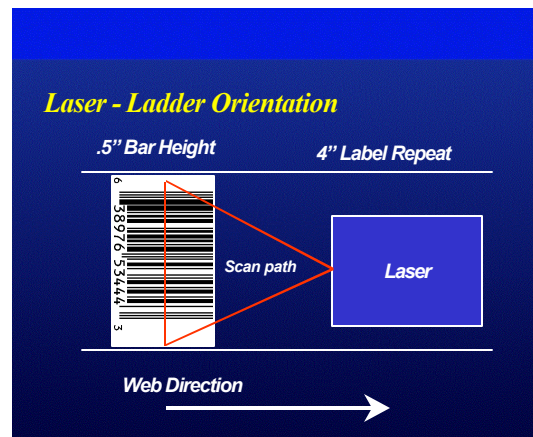 Laser - Ladder Orientation
.5” Bar Height
4” Label Repeat
6 38976 53444 3
Scan path
Laser
Web Direction